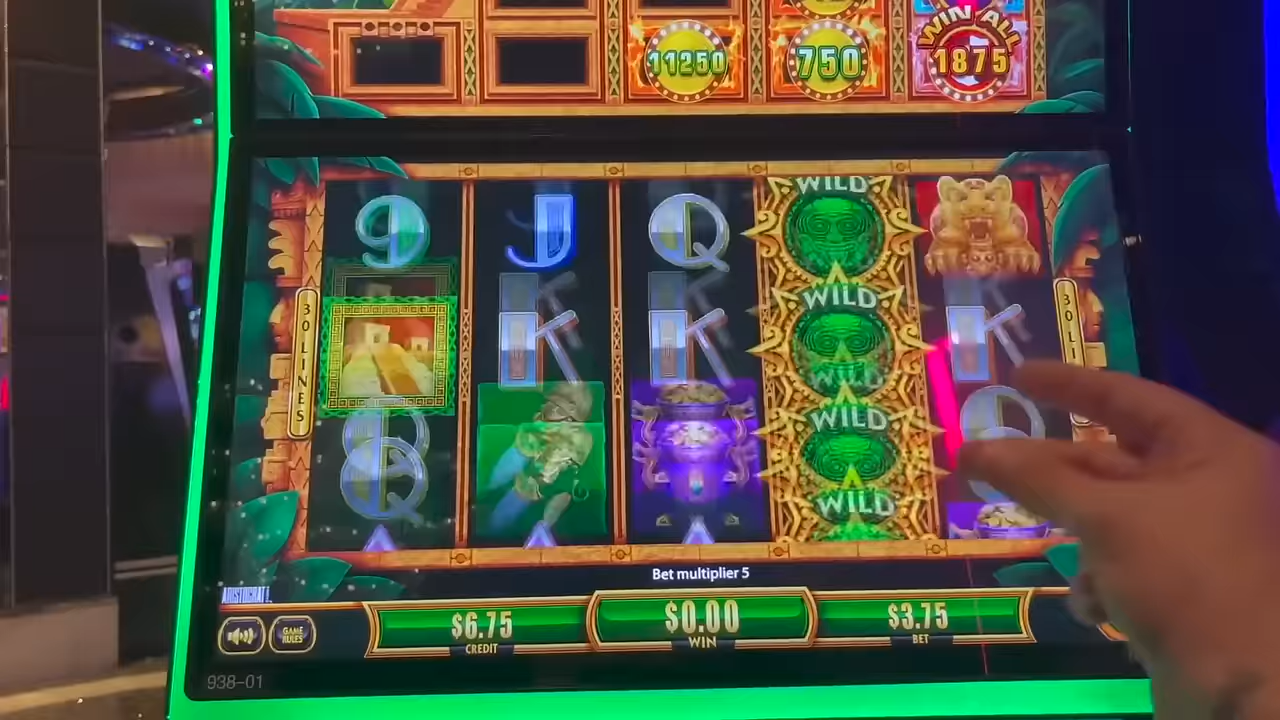 WIN ALL
11250
750
1875
WILD
9
J
Q
WILD
30 LINES
K
K
K
30 LI
WILD
Q
Q
WILD
Bet multiplier 5
ARISTOCRAT
GAME RULES
$6.75
CREDIT
$0.00
WIN
$3.75
BET
938-01